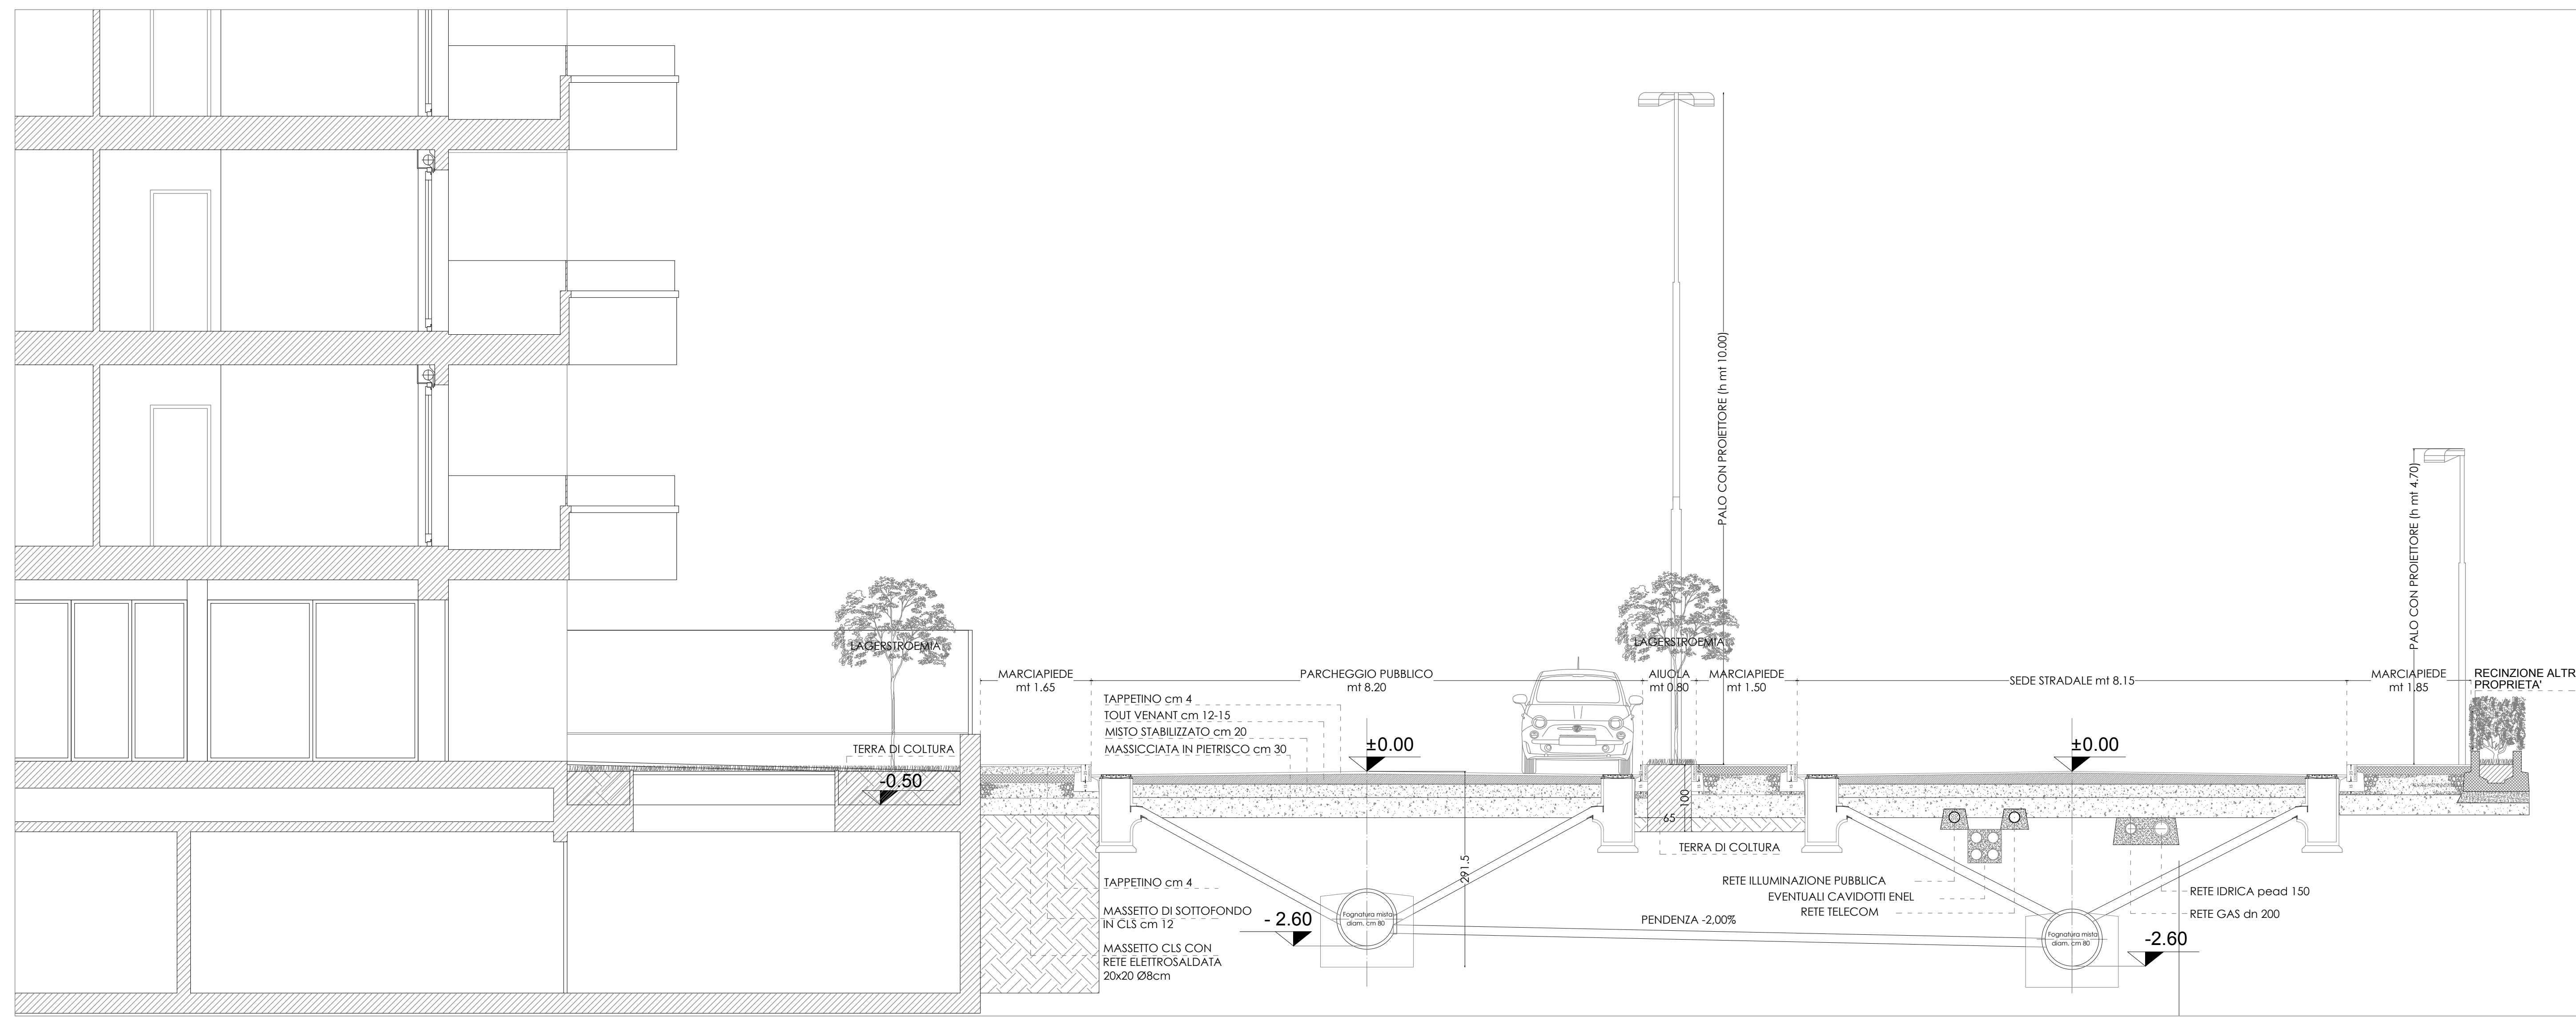 PALO CON PROIETTORE (h mt 10.00)
PALO CON PROIETTORE (h mt 4.70)
LAGERSTROEMIA
LAGERSTROEMIA
MARCIAPIEDE
mt 1.65
PARCHEGGIO PUBBLICO
mt 8.20
AIUOLA
mt 0.80
MARCIAPIEDE
mt 1.50
SEDE STRADALE mt 8.15
MARCIAPIEDE
mt 1.85
RECINZIONE ALTR
PROPRIETA'
TAPPETINO cm 4
TOUT VENANT cm 12-15
MISTO STABILIZZATO cm 20
MASSICCIATA IN PIETRISCO cm 30
TERRA DI COLTURA
-0.50
±0.00
±0.00
100
65
TERRA DI COLTURA
291.5
TAPPETINO cm 4
MASSETTO DI SOTTOFONDO
IN CLS cm 12
MASSETTO CLS CON
RETE ELETTROSALDATA
20x20 Ø8cm
- 2.60
Fognatura mista
diam. cm 80
PENDENZA -2,00%
RETE ILLUMINAZIONE PUBBLICA
EVENTUALI CAVIDOTTI ENEL
RETE TELECOM
RETE IDRICA pead 150
RETE GAS dn 200
Fognatura mista
diam. cm 80
-2.60